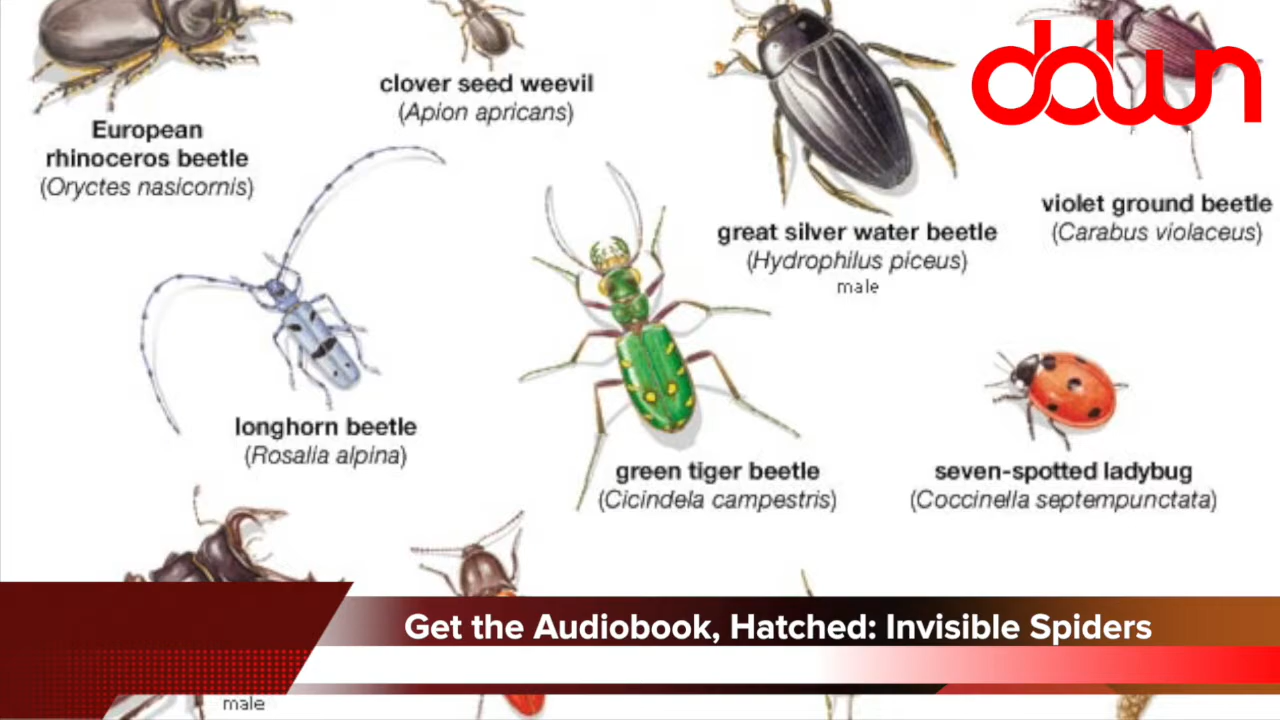 clover seed weevil
(Apion apricans)
down
European
rhinoceros beetle
(Oryctes nasicornis)
violet ground beetle
(Carabus violaceus)
great silver water beetle
(Hydrophilus piceus)
male
longhorn beetle
(Rosalia alpina)
green tiger beetle
(Cicindela campestris)
seven-spotted ladybug
(Coccinella septempunctata)
Get the Audiobook, Hatched: Invisible Spiders
male